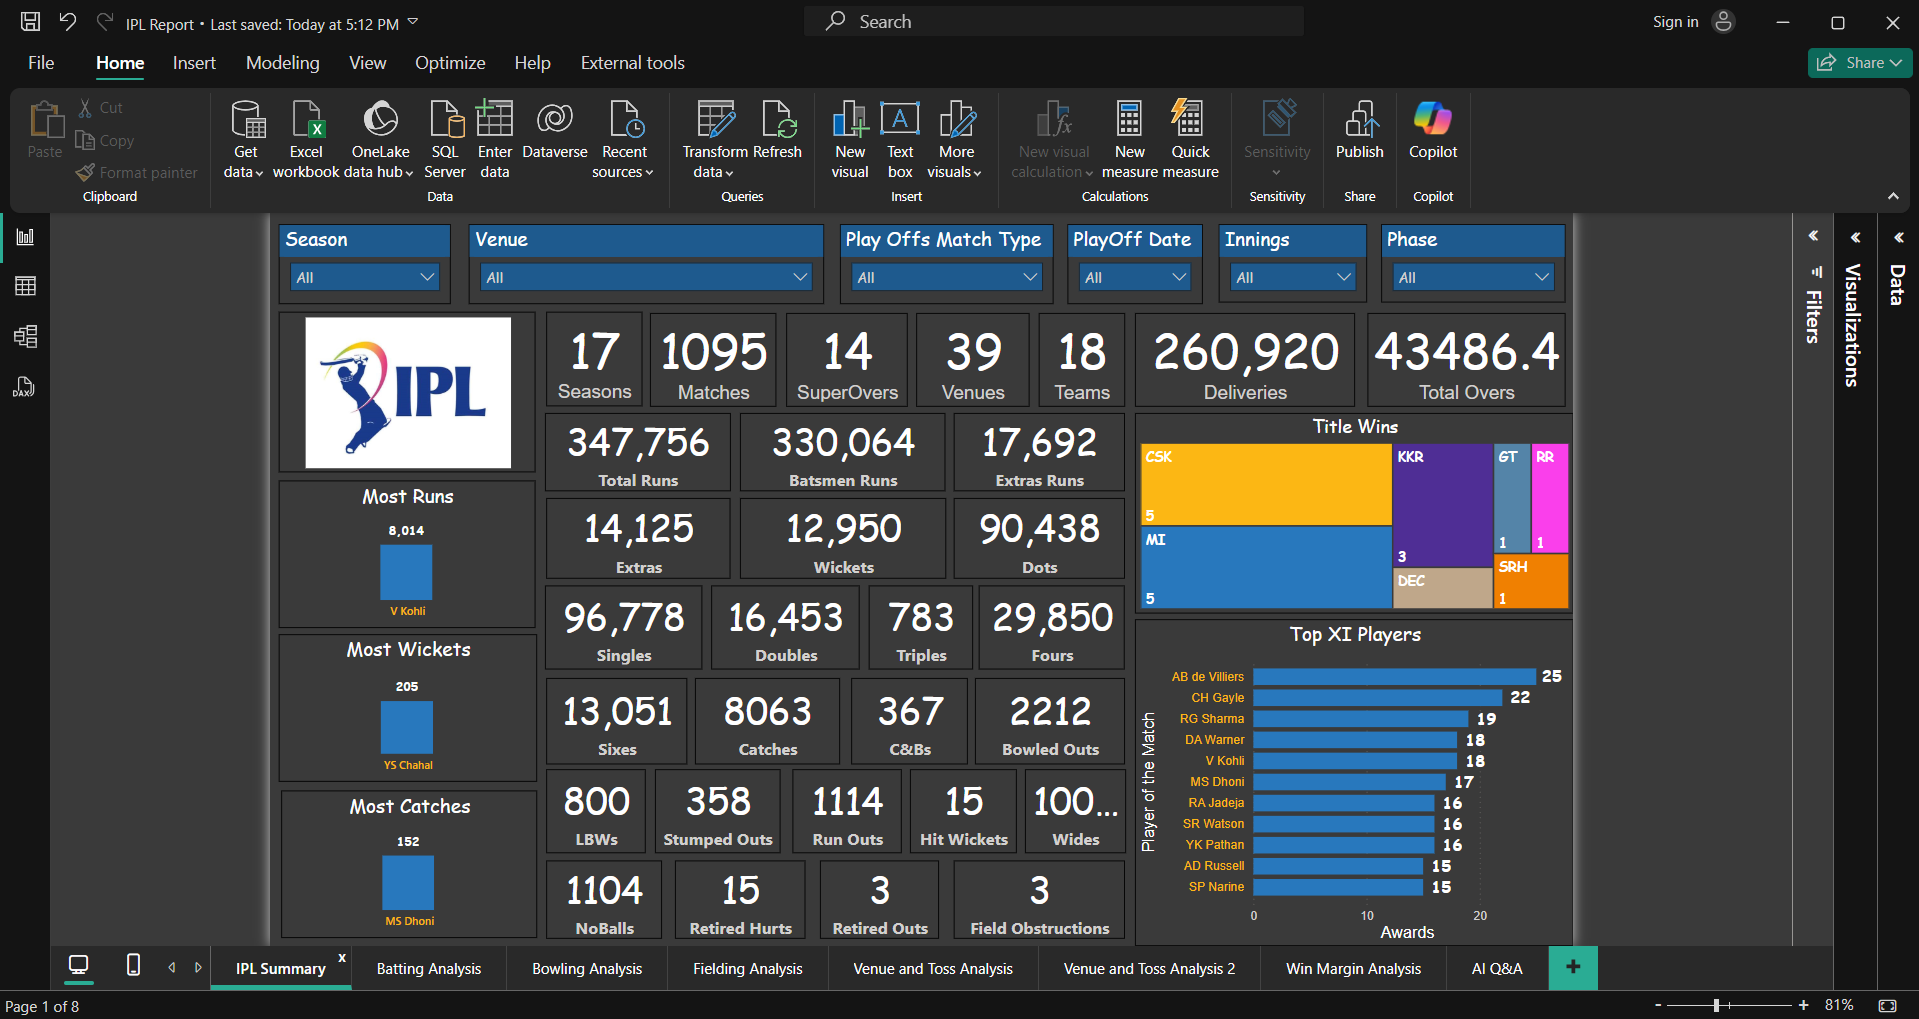 IPL Report • Last saved: Today at 5:12 PM
Search
Sign in
File Home Insert Modeling View Optimize Help External tools
Share
Paste
Cut
Copy
Format painter
Clipboard
Get data
Excel workbook
OneLake data hub
SQL Server
Enter data
Dataverse
Recent sources
Data
Transform data
Refresh
Queries
New visual
Text box
More visuals
Insert
New visual calculation
New measure
Quick measure
Calculations
Sensitivity
Sensitivity
Publish
Share
Copilot
Copilot
Season
All
Venue
All
Play Offs Match Type
All
PlayOff Date
All
Innings
All
Phase
All
Filters
Visualizations
Data
DAX
IPL
17
Seasons
1095
Matches
14
SuperOvers
39
Venues
18
Teams
260,920
Deliveries
43486.4
Total Overs
347,756
Total Runs
330,064
Batsmen Runs
17,692
Extras Runs
14,125
Extras
12,950
Wickets
90,438
Dots
96,778
Singles
16,453
Doubles
783
Triples
29,850
Fours
13,051
Sixes
8063
Catches
367
C&Bs
2212
Bowled Outs
800
LBWs
358
Stumped Outs
1114
Run Outs
15
Hit Wickets
100...
Wides
1104
NoBalls
15
Retired Hurts
3
Retired Outs
3
Field Obstructions
Most Runs
8,014
V Kohli
Most Wickets
205
YS Chahal
Most Catches
152
MS Dhoni
Title Wins
CSK
5
MI
5
KKR
3
DEC
GT
1
RR
1
SRH
1
Top XI Players
Player of the Match
AB de Villiers 25
CH Gayle 22
RG Sharma 19
DA Warner 18
V Kohli 18
MS Dhoni 17
RA Jadeja 16
SR Watson 16
YK Pathan 16
AD Russell 15
SP Narine 15
0 10 20
Awards
IPL Summary x
Batting Analysis
Bowling Analysis
Fielding Analysis
Venue and Toss Analysis
Venue and Toss Analysis 2
Win Margin Analysis
AI Q&A
+
Page 1 of 8
- + 81%